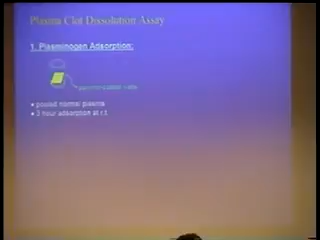 Plasma Clot Dissolution Assay
1. Plasminogen Adsorption:
pooled normal plasma
3 hour adsorption at r.t.